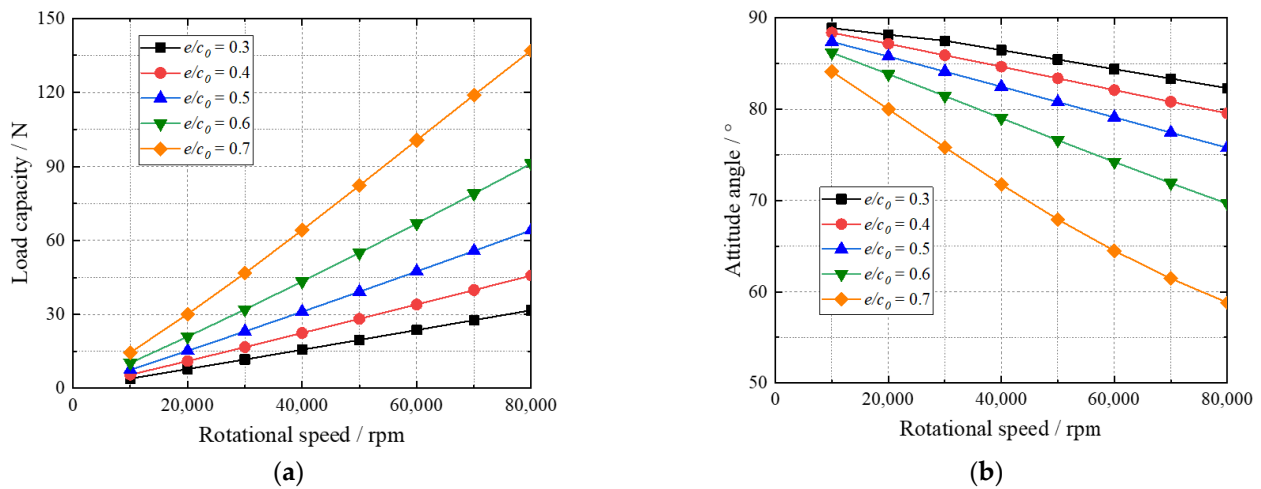 150
120
90
60
30
0
Load capacity / N
e/c0 = 0.3
e/c0 = 0.4
e/c0 = 0.5
e/c0 = 0.6
e/c0 = 0.7
0 20,000 40,000 60,000 80,000
Rotational speed / rpm
(a)
90
80
70
60
50
Attitude angle / °
e/c0 = 0.3
e/c0 = 0.4
e/c0 = 0.5
e/c0 = 0.6
e/c0 = 0.7
0 20,000 40,000 60,000 80,000
Rotational speed / rpm
(b)